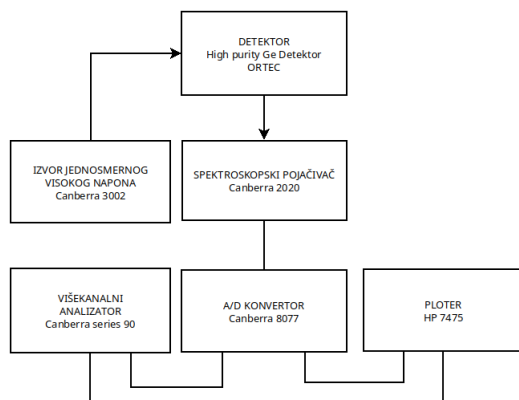 DETEKTOR
High purity Ge Detektor
ORTEC
IZVOR JEDNOSMERNOG
VISOKOG NAPONA
Canberra 3002
SPEKTROSKOPSKI POJAČIVAČ
Canberra 2020
VIŠEKANALNI
ANALIZATOR
Canberra series 90
A/D KONVERTOR
Canberra 8077
PLOTER
HP 7475